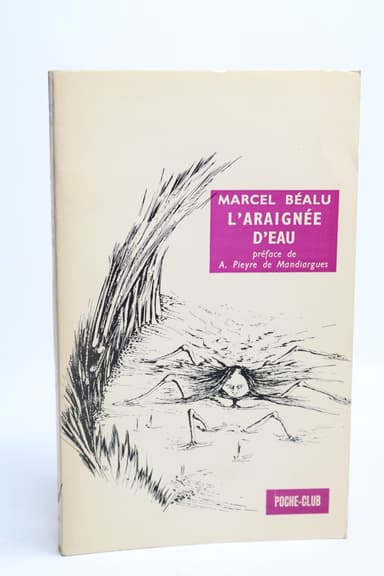 MARCEL BÉALU
L'ARAIGNÉE
D'EAU
préface de
A. Pieyre de Mandiargues
POCHE-CLUB